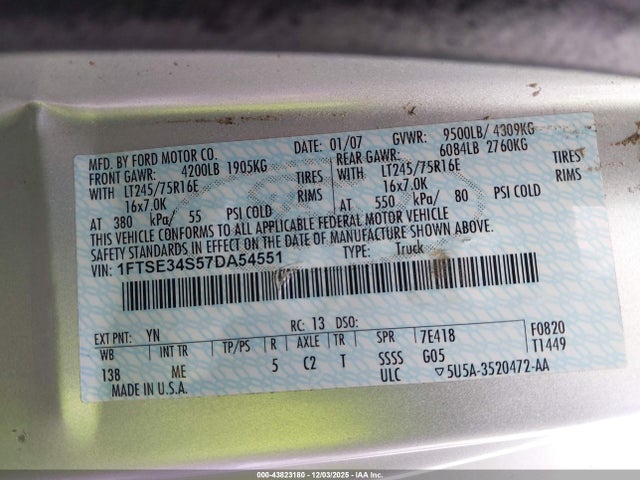 MFD. BY FORD MOTOR CO.
DATE: 01/07
GVWR: 9500LB/ 4309KG
FRONT GAWR: 4200LB 1905KG
REAR GAWR: 6084LB 2760KG
WITH LT245/75R16E TIRES
WITH LT245/75R16E TIRES
16x7.0K RIMS
16x7.0K RIMS
AT 380 kPa/ 55 PSI COLD
AT 550 kPa/ 80 PSI COLD
THIS VEHICLE CONFORMS TO ALL APPLICABLE FEDERAL MOTOR VEHICLE
SAFETY STANDARDS IN EFFECT ON THE DATE OF MANUFACTURE SHOWN ABOVE.
VIN: 1FTSE34S57DA54551
TYPE: Truck
EXT PNT: YN
RC: 13 DSO:
WB INT TR TP/PS R AXLE TR SPR 7E418 F0820
138 ME 5 C2 T SSSS G05 T1449
MADE IN U.S.A.
ULC ▽5U5A-3520472-AA
000-43823180 - 12/03/2025 - IAA Inc.